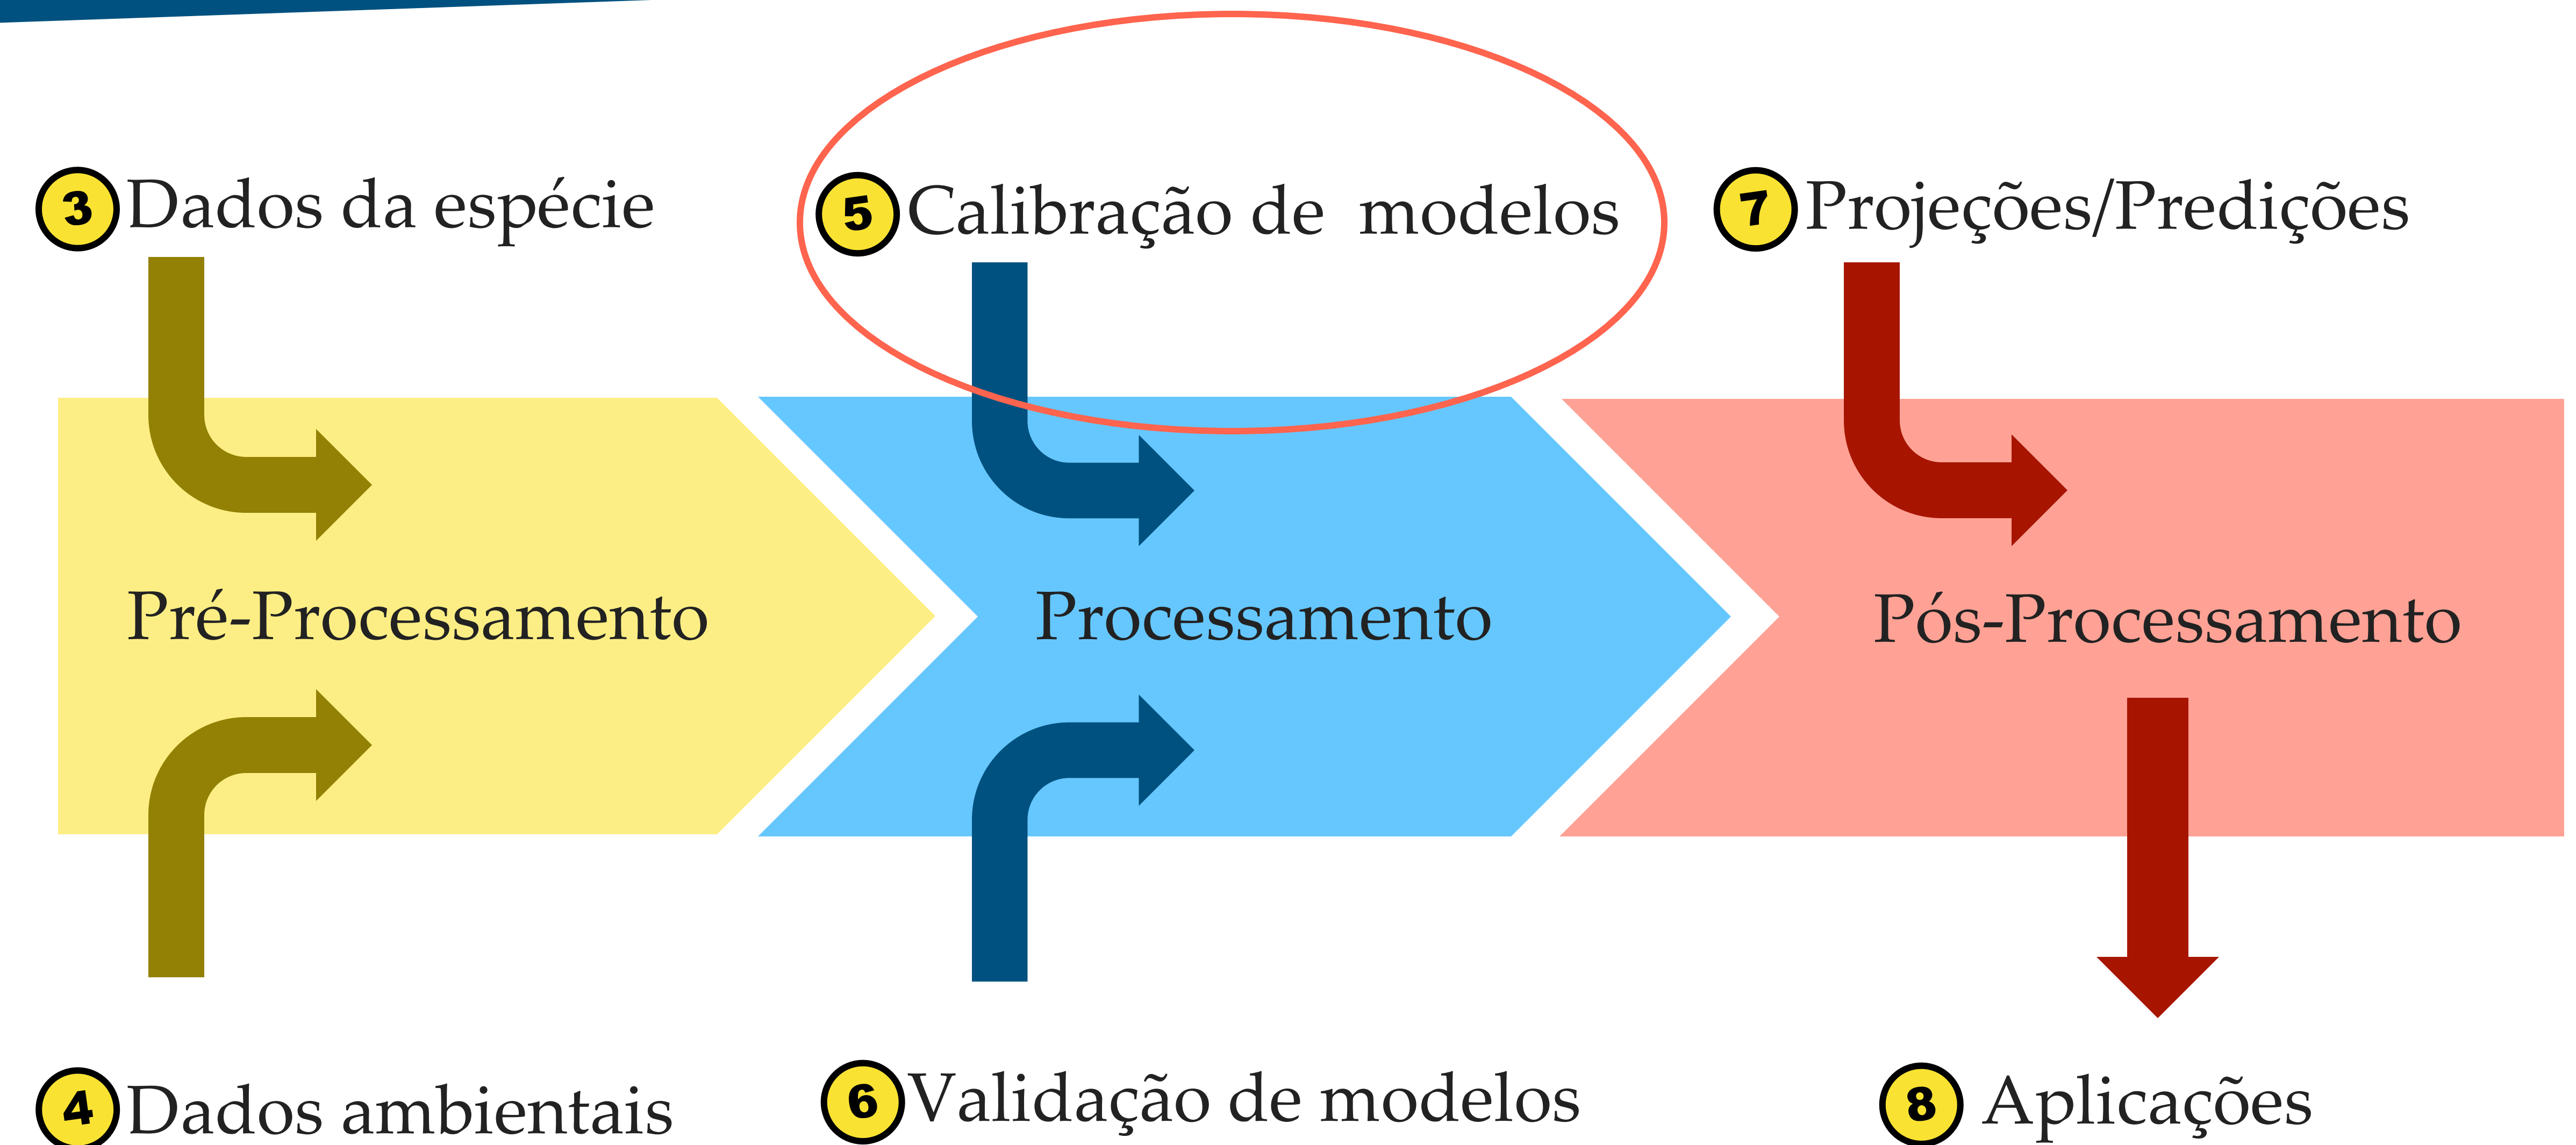 3 Dados da espécie
5 Calibração de modelos
7 Projeções/Predições
Pré-Processamento
Processamento
Pós-Processamento
4 Dados ambientais
6 Validação de modelos
8 Aplicações